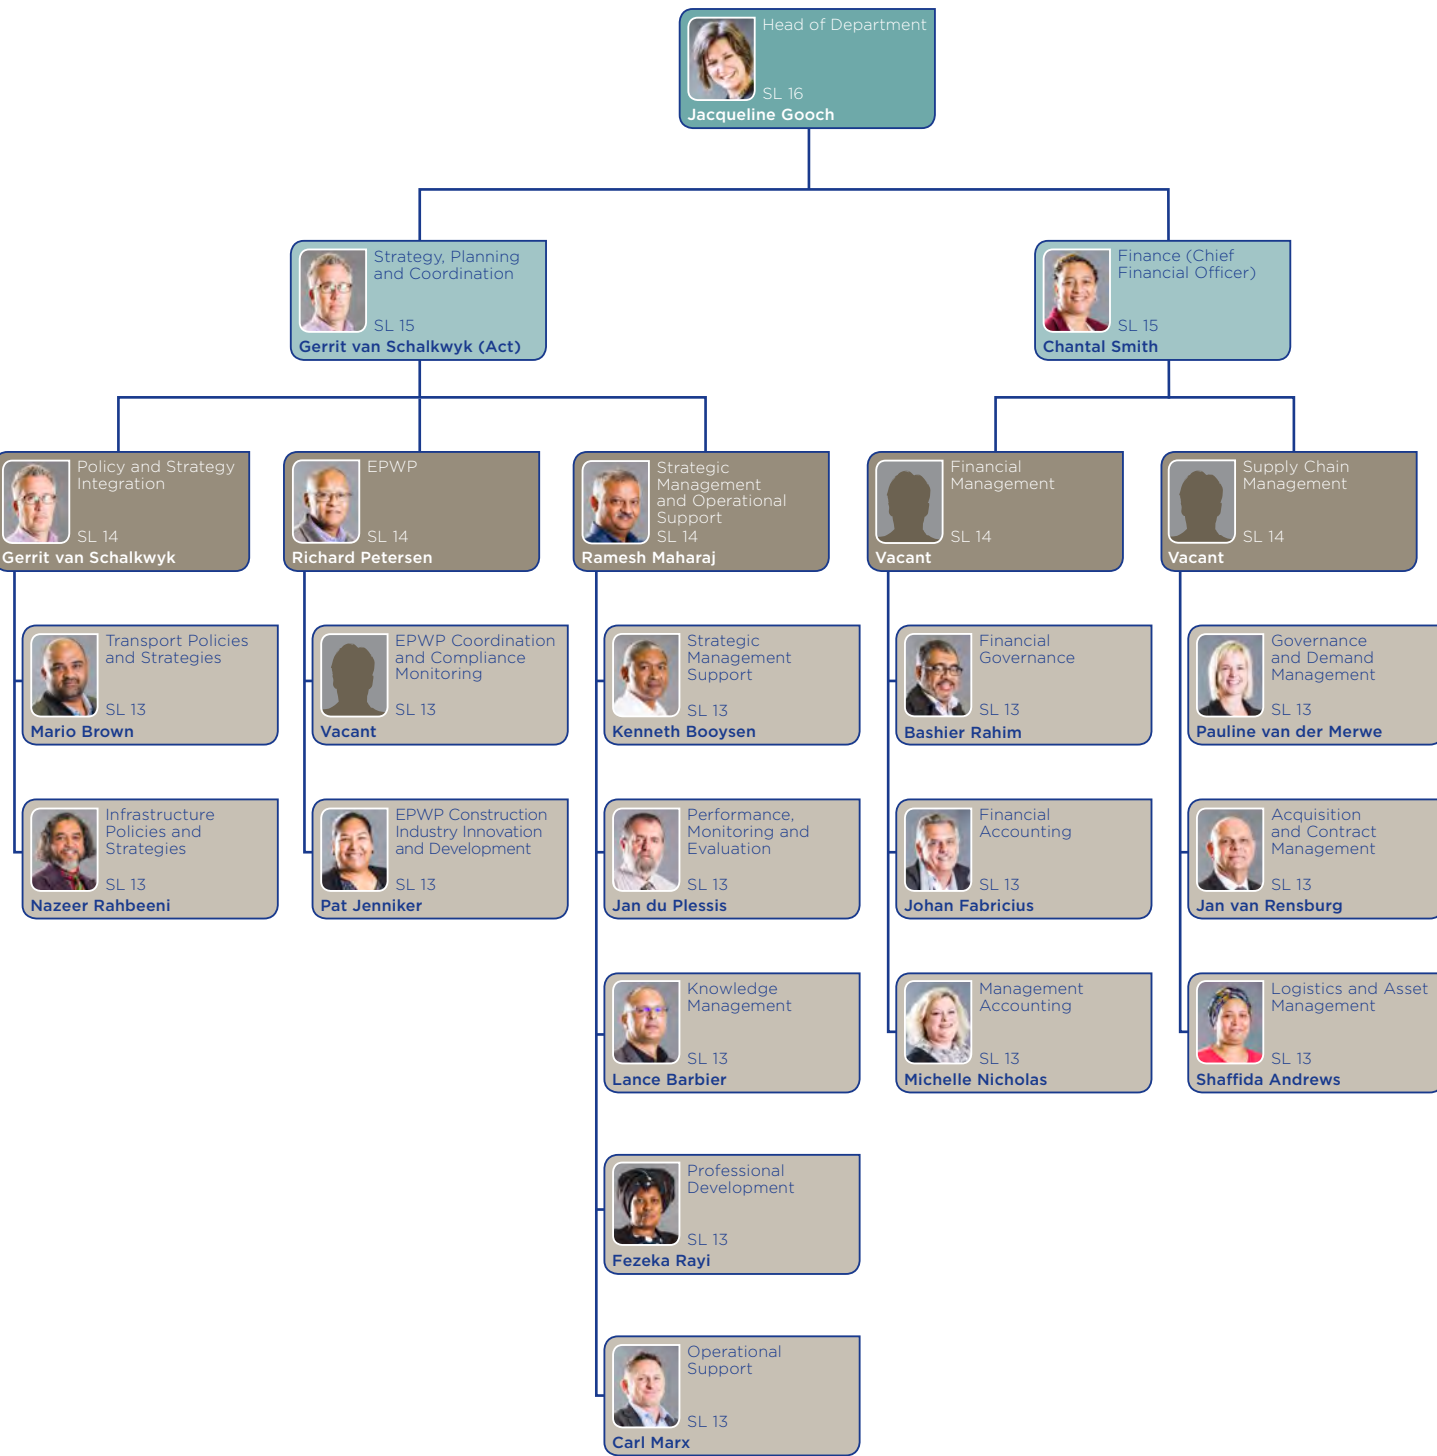 Head of Department
SL 16
Jacqueline Gooch
Strategy, Planning
and Coordination
SL 15
Gerrit van Schalkwyk (Act)
Finance (Chief
Financial Officer)
SL 15
Chantal Smith
Policy and Strategy
Integration
SL 14
Gerrit van Schalkwyk
EPWP
SL 14
Richard Petersen
Strategic
Management
and Operational
Support
SL 14
Ramesh Maharaj
Financial
Management
SL 14
Vacant
Supply Chain
Management
SL 14
Vacant
Transport Policies
and Strategies
SL 13
Mario Brown
EPWP Coordination
and Compliance
Monitoring
SL 13
Vacant
Strategic
Management
Support
SL 13
Kenneth Booysen
Financial
Governance
SL 13
Bashier Rahim
Governance
and Demand
Management
SL 13
Pauline van der Merwe
Infrastructure
Policies and
Strategies
SL 13
Nazeer Rahbeeni
EPWP Construction
Industry Innovation
and Development
SL 13
Pat Jenniker
Performance,
Monitoring and
Evaluation
SL 13
Jan du Plessis
Financial
Accounting
SL 13
Johan Fabricius
Acquisition
and Contract
Management
SL 13
Jan van Rensburg
Knowledge
Management
SL 13
Lance Barbier
Management
Accounting
SL 13
Michelle Nicholas
Logistics and Asset
Management
SL 13
Shaffida Andrews
Professional
Development
SL 13
Fezeka Rayi
Operational
Support
SL 13
Carl Marx